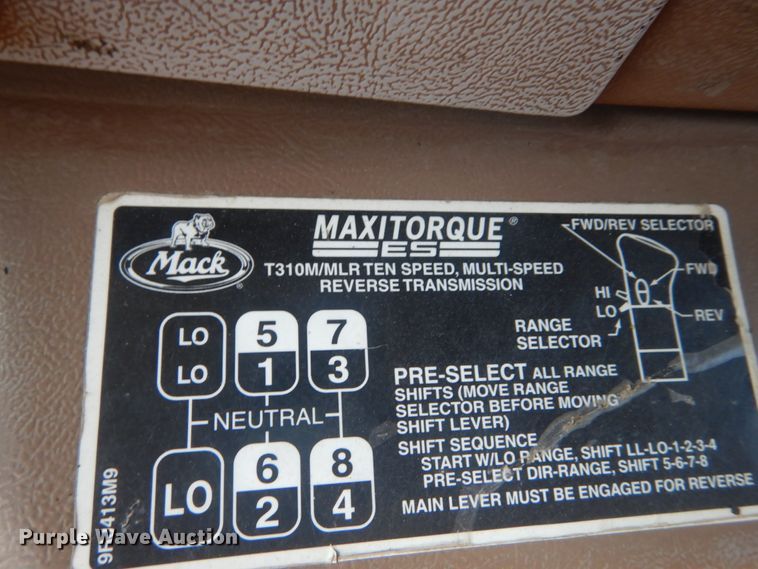 Mack
MAXITORQUE®
ES
T310M/MLR TEN SPEED, MULTI-SPEED
REVERSE TRANSMISSION
FWD/REV SELECTOR
FWD
HI
LO
REV
RANGE
SELECTOR
LO 5 7
LO 1 3
NEUTRAL
LO 6 8
2 4
PRE-SELECT ALL RANGE
SHIFTS (MOVE RANGE
SELECTOR BEFORE MOVING
SHIFT LEVER)
SHIFT SEQUENCE
START W/LO RANGE, SHIFT LL-LO-1-2-3-4
PRE-SELECT DIR-RANGE, SHIFT 5-6-7-8
MAIN LEVER MUST BE ENGAGED FOR REVERSE
Purple Wave Auction